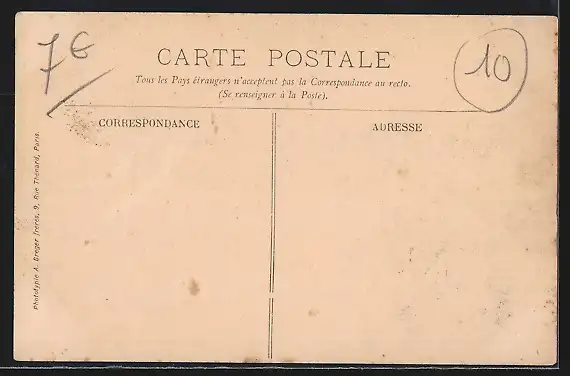 7€
10
CARTE POSTALE
Tous les Pays étrangers n'acceptent pas la Correspondance au recto.
(Se renseigner à la Poste).
CORRESPONDANCE
ADRESSE
Phototypie A. Breger frères, 9, Rue Thénard, Paris.